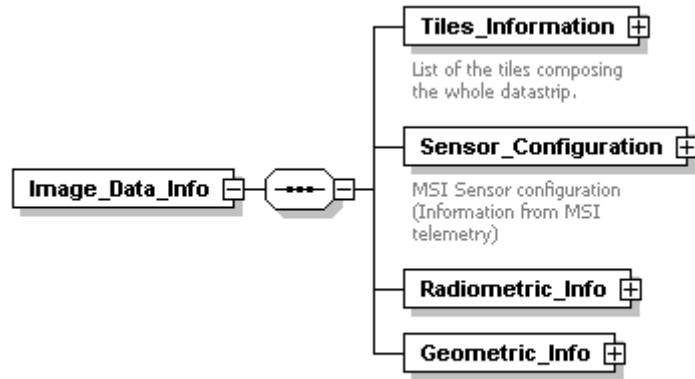 Tiles_Information
List of the tiles composing
the whole datastrip.
Sensor_Configuration
Image_Data_Info
MSI Sensor configuration
(Information from MSI
telemetry)
Radiometric_Info
Geometric_Info